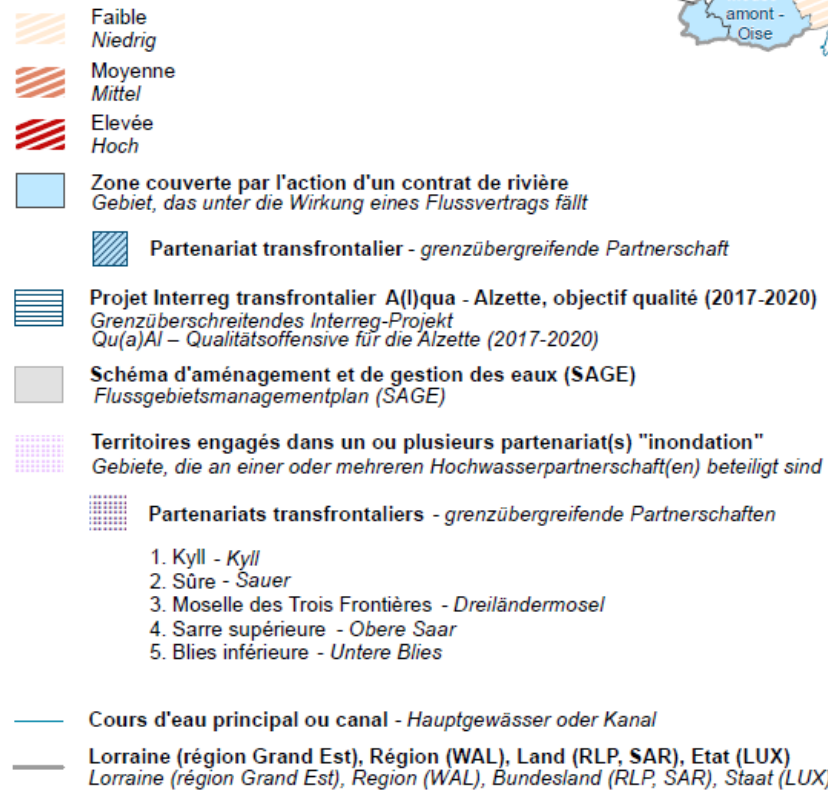 amont -
Oise
Faible
Niedrig
Moyenne
Mittel
Elevée
Hoch
Zone couverte par l'action d'un contrat de rivière
Gebiet, das unter die Wirkung eines Flussvertrags fällt
Partenariat transfrontalier - grenzübergreifende Partnerschaft
Projet Interreg transfrontalier A(l)qua - Alzette, objectif qualité (2017-2020)
Grenzüberschreitendes Interreg-Projekt
Qu(a)Al – Qualitätsoffensive für die Alzette (2017-2020)
Schéma d'aménagement et de gestion des eaux (SAGE)
Flussgebietsmanagementplan (SAGE)
Territoires engagés dans un ou plusieurs partenariat(s) "inondation"
Gebiete, die an einer oder mehreren Hochwasserpartnerschaft(en) beteiligt sind
Partenariats transfrontaliers - grenzübergreifende Partnerschaften
1. Kyll - Kyll
2. Sûre - Sauer
3. Moselle des Trois Frontières - Dreiländermosel
4. Sarre supérieure - Obere Saar
5. Blies inférieure - Untere Blies
Cours d'eau principal ou canal - Hauptgewässer oder Kanal
Lorraine (région Grand Est), Région (WAL), Land (RLP, SAR), Etat (LUX)
Lorraine (région Grand Est), Region (WAL), Bundesland (RLP, SAR), Staat (LUX)